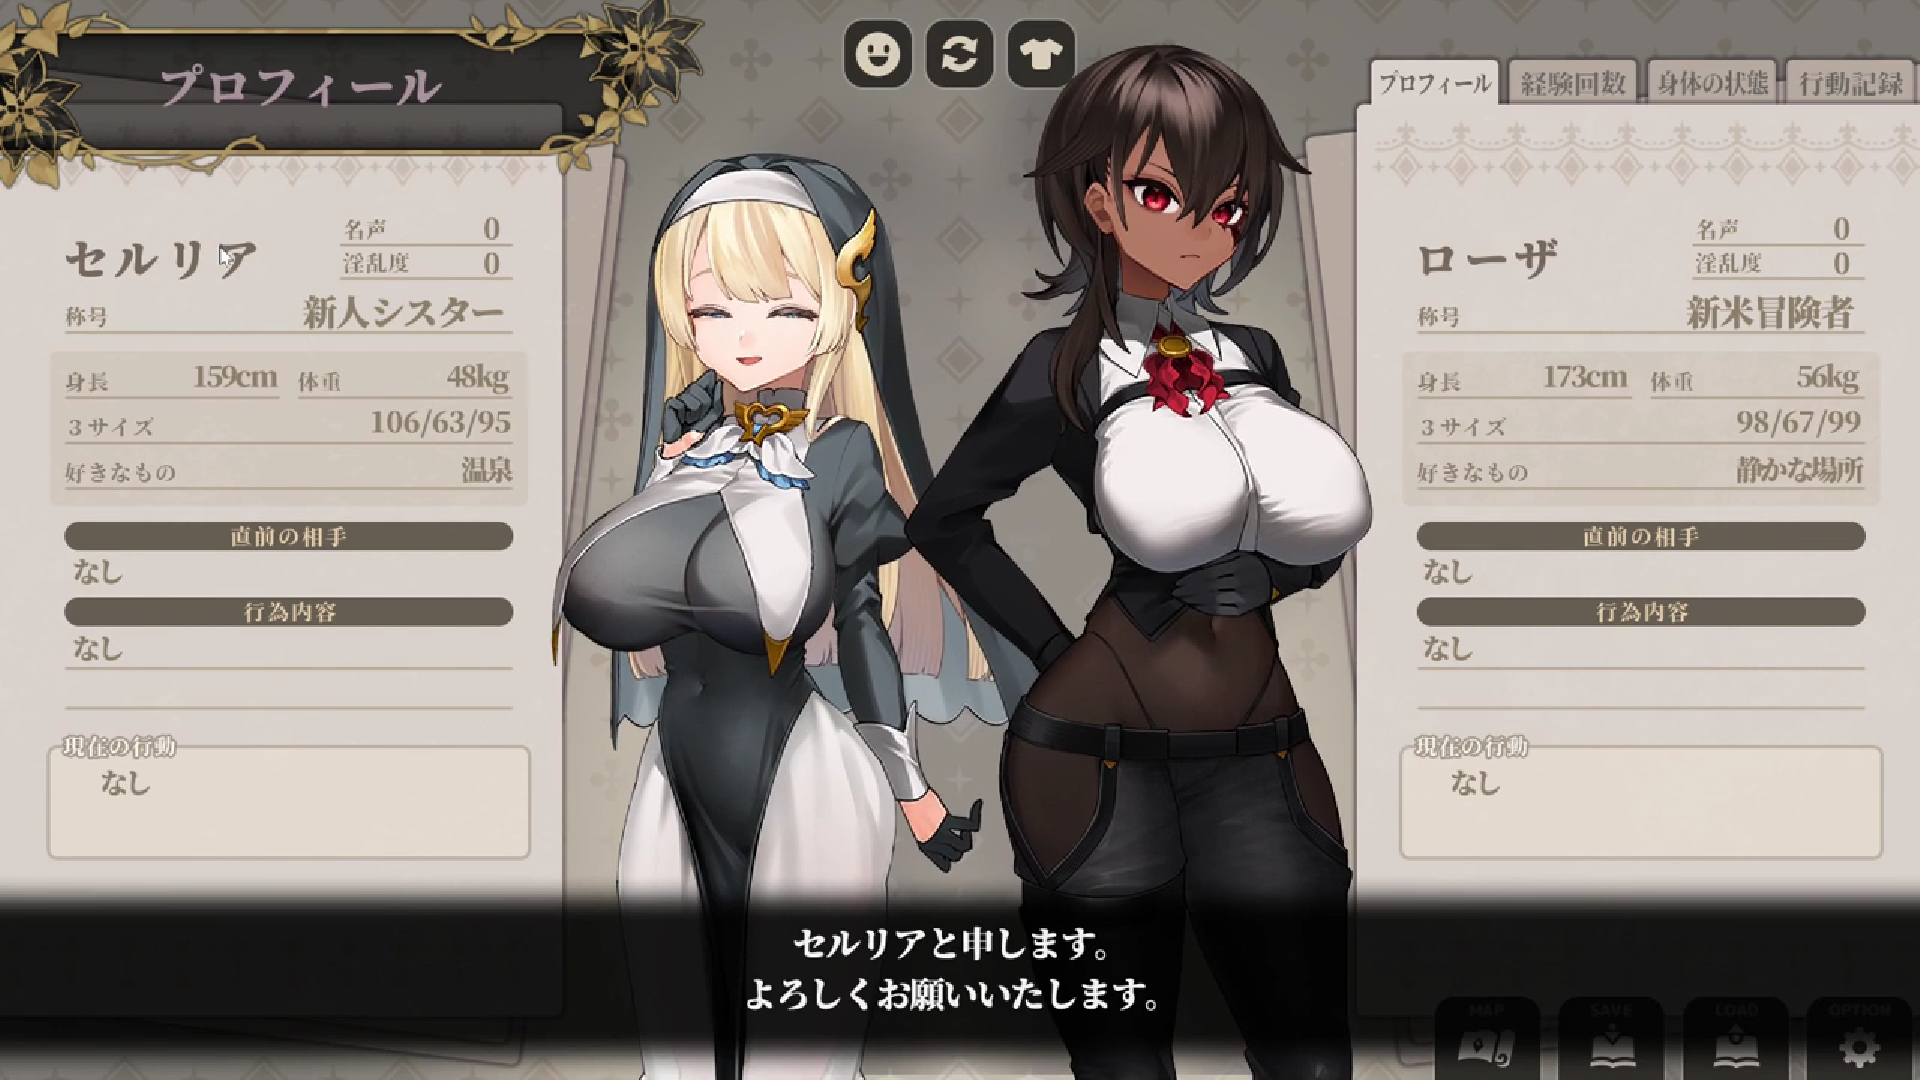 プロフィール
セルリア
名声 0
淫乱度 0
称号 新人シスター
身長 159cm 体重 48kg
3サイズ 106/63/95
好きなもの 温泉
直前の相手
なし
行為内容
なし
現在の行動
なし
プロフィール 経験回数 身体の状態 行動記録
ローザ
名声 0
淫乱度 0
称号 新米冒険者
身長 173cm 体重 56kg
3サイズ 98/67/99
好きなもの 静かな場所
直前の相手
なし
行為内容
なし
現在の行動
なし
セルリアと申します。
よろしくお願いいたします。
MAP SAVE LOAD OPTION